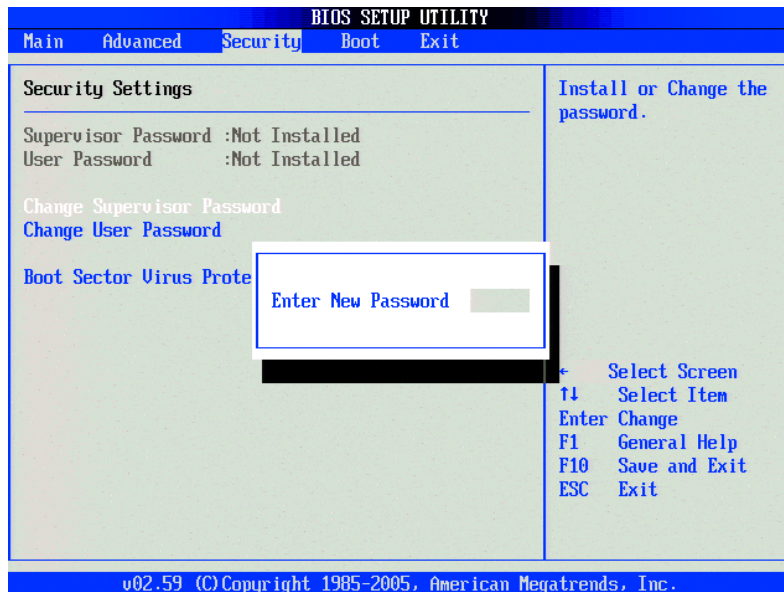 BIOS SETUP UTILITY
Main Advanced Security Boot Exit
Security Settings
Supervisor Password :Not Installed
User Password :Not Installed
Change Supervisor Password
Change User Password
Boot Sector Virus Prote
Enter New Password
Install or Change the
password.
← Select Screen
↑↓ Select Item
Enter Change
F1 General Help
F10 Save and Exit
ESC Exit
v02.59 (C)Copyright 1985-2005, American Megatrends, Inc.